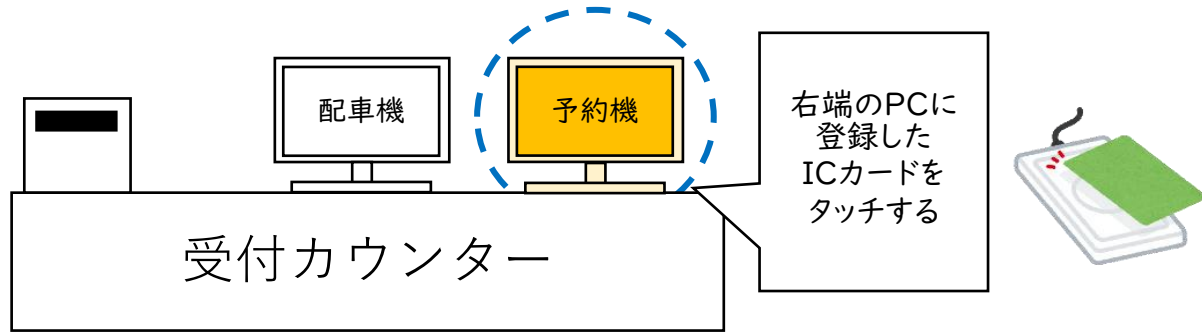 配車機
予約機
右端のPCに
登録した
ICカードを
タッチする
受付カウンター